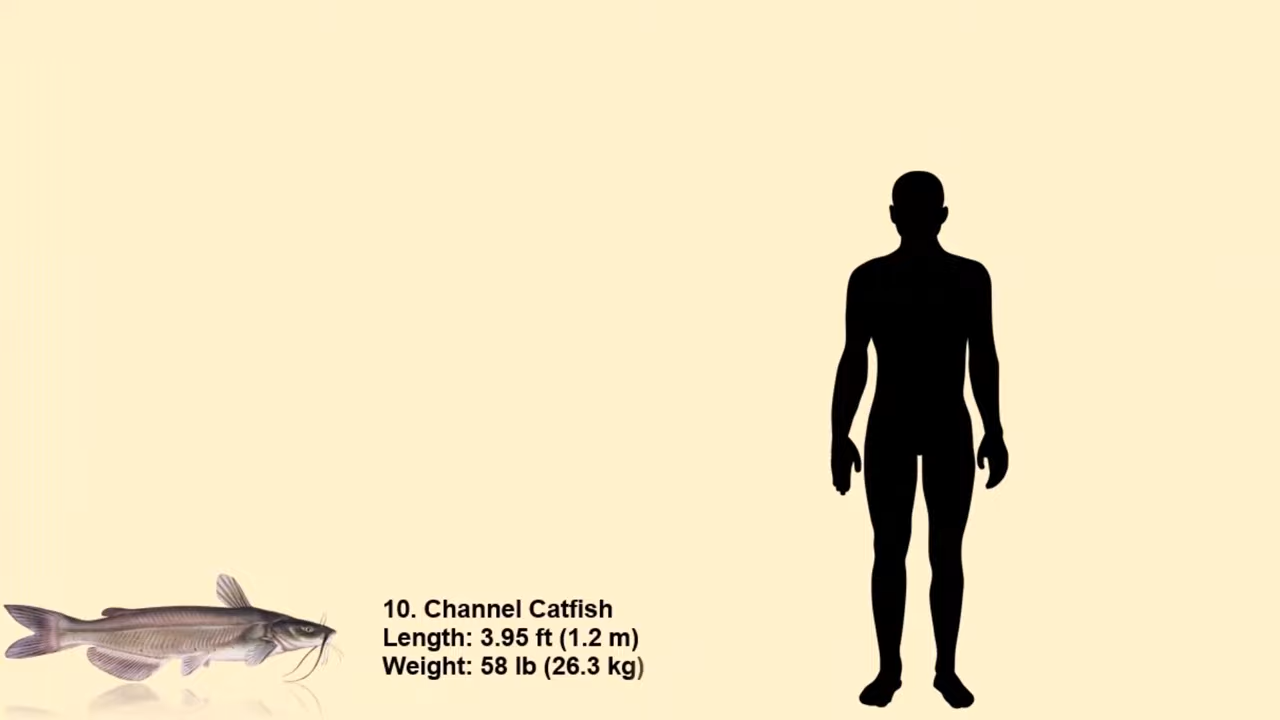 10. Channel Catfish
Length: 3.95 ft (1.2 m)
Weight: 58 lb (26.3 kg)